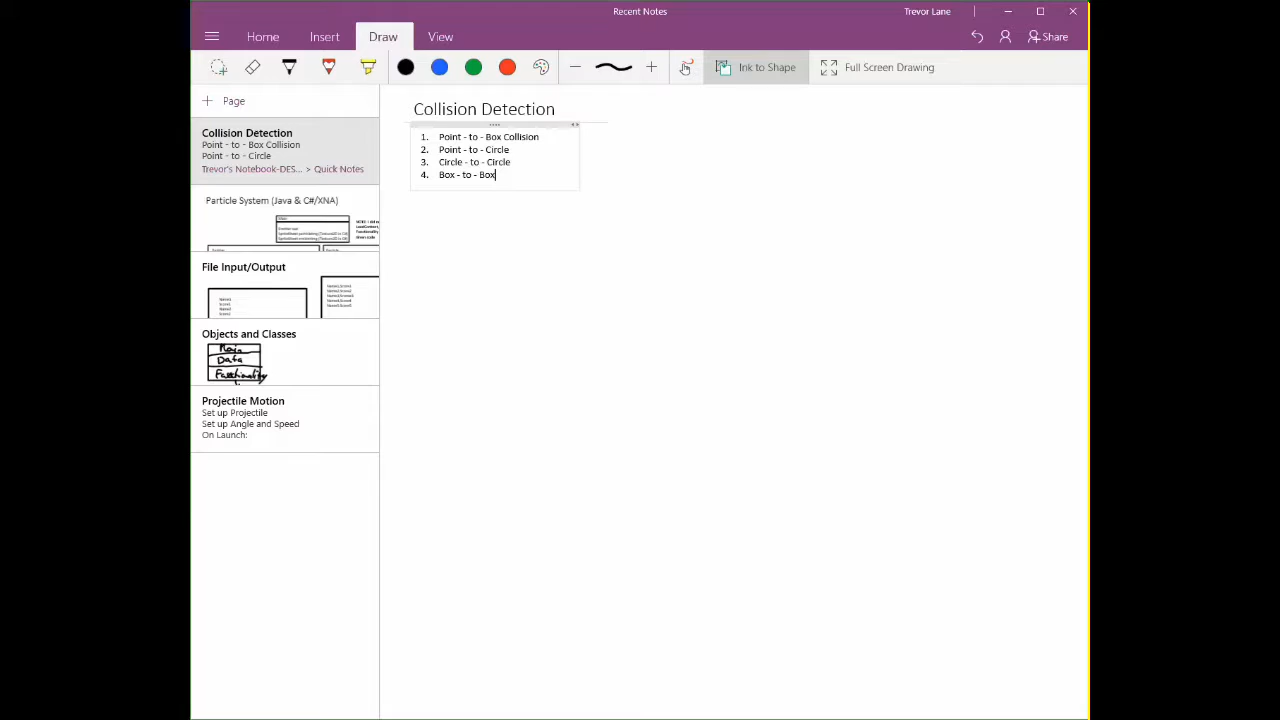 Recent Notes
Trevor Lane
Home
Insert
Draw
View
Share
Ink to Shape
Full Screen Drawing
Page
Collision Detection
Point - to - Box Collision
Point - to - Circle
Trevor's Notebook-DES... > Quick Notes
Particle System (Java & C#/XNA)
File Input/Output
Objects and Classes
Main
Data
Functionality
Projectile Motion
Set up Projectile
Set up Angle and Speed
On Launch:
Collision Detection
1. Point - to - Box Collision
2. Point - to - Circle
3. Circle - to - Circle
4. Box - to - Box